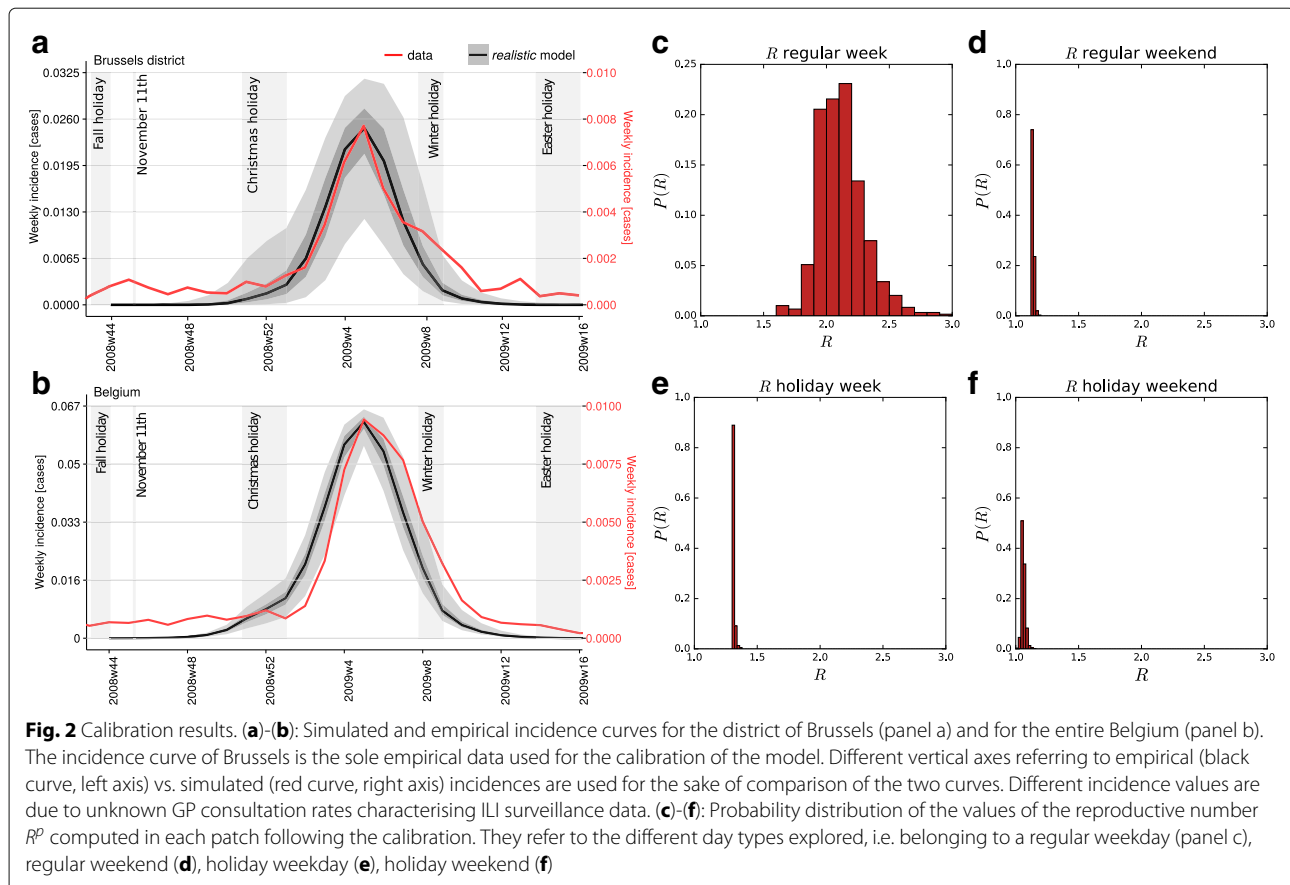 a
Brussels district
data
realistic model
0.0325
0.0260
0.0195
0.0130
0.0065
0.0000
Weekly incidence [cases]
Fall holiday
November 11th
Christmas holiday
Winter holiday
Easter holiday
0.010
0.008
0.006
0.004
0.002
0.000
Weekly incidence [cases]
2008w44
2008w48
2008w52
2009w4
2009w8
2009w12
2009w16
b
Belgium
0.067
0.05
0.033
0.016
0
Weekly incidence [cases]
Fall holiday
November 11th
Christmas holiday
Winter holiday
Easter holiday
0.0100
0.0075
0.0050
0.0025
0.0000
Weekly incidence [cases]
2008w44
2008w48
2008w52
2009w4
2009w8
2009w12
2009w16
c
R regular week
0.25
0.20
0.15
0.10
0.05
0.00
P(R)
1.0 1.5 2.0 2.5 3.0
R
d
R regular weekend
1.0
0.8
0.6
0.4
0.2
0.0
P(R)
1.0 1.5 2.0 2.5 3.0
R
e
R holiday week
1.0
0.8
0.6
0.4
0.2
0.0
P(R)
1.0 1.5 2.0 2.5 3.0
R
f
R holiday weekend
1.0
0.8
0.6
0.4
0.2
0.0
P(R)
1.0 1.5 2.0 2.5 3.0
R
Fig. 2 Calibration results. (a)-(b): Simulated and empirical incidence curves for the district of Brussels (panel a) and for the entire Belgium (panel b).
The incidence curve of Brussels is the sole empirical data used for the calibration of the model. Different vertical axes referring to empirical (black
curve, left axis) vs. simulated (red curve, right axis) incidences are used for the sake of comparison of the two curves. Different incidence values are
due to unknown GP consultation rates characterising ILI surveillance data. (c)-(f): Probability distribution of the values of the reproductive number
Rᵖ computed in each patch following the calibration. They refer to the different day types explored, i.e. belonging to a regular weekday (panel c),
regular weekend (d), holiday weekday (e), holiday weekend (f)